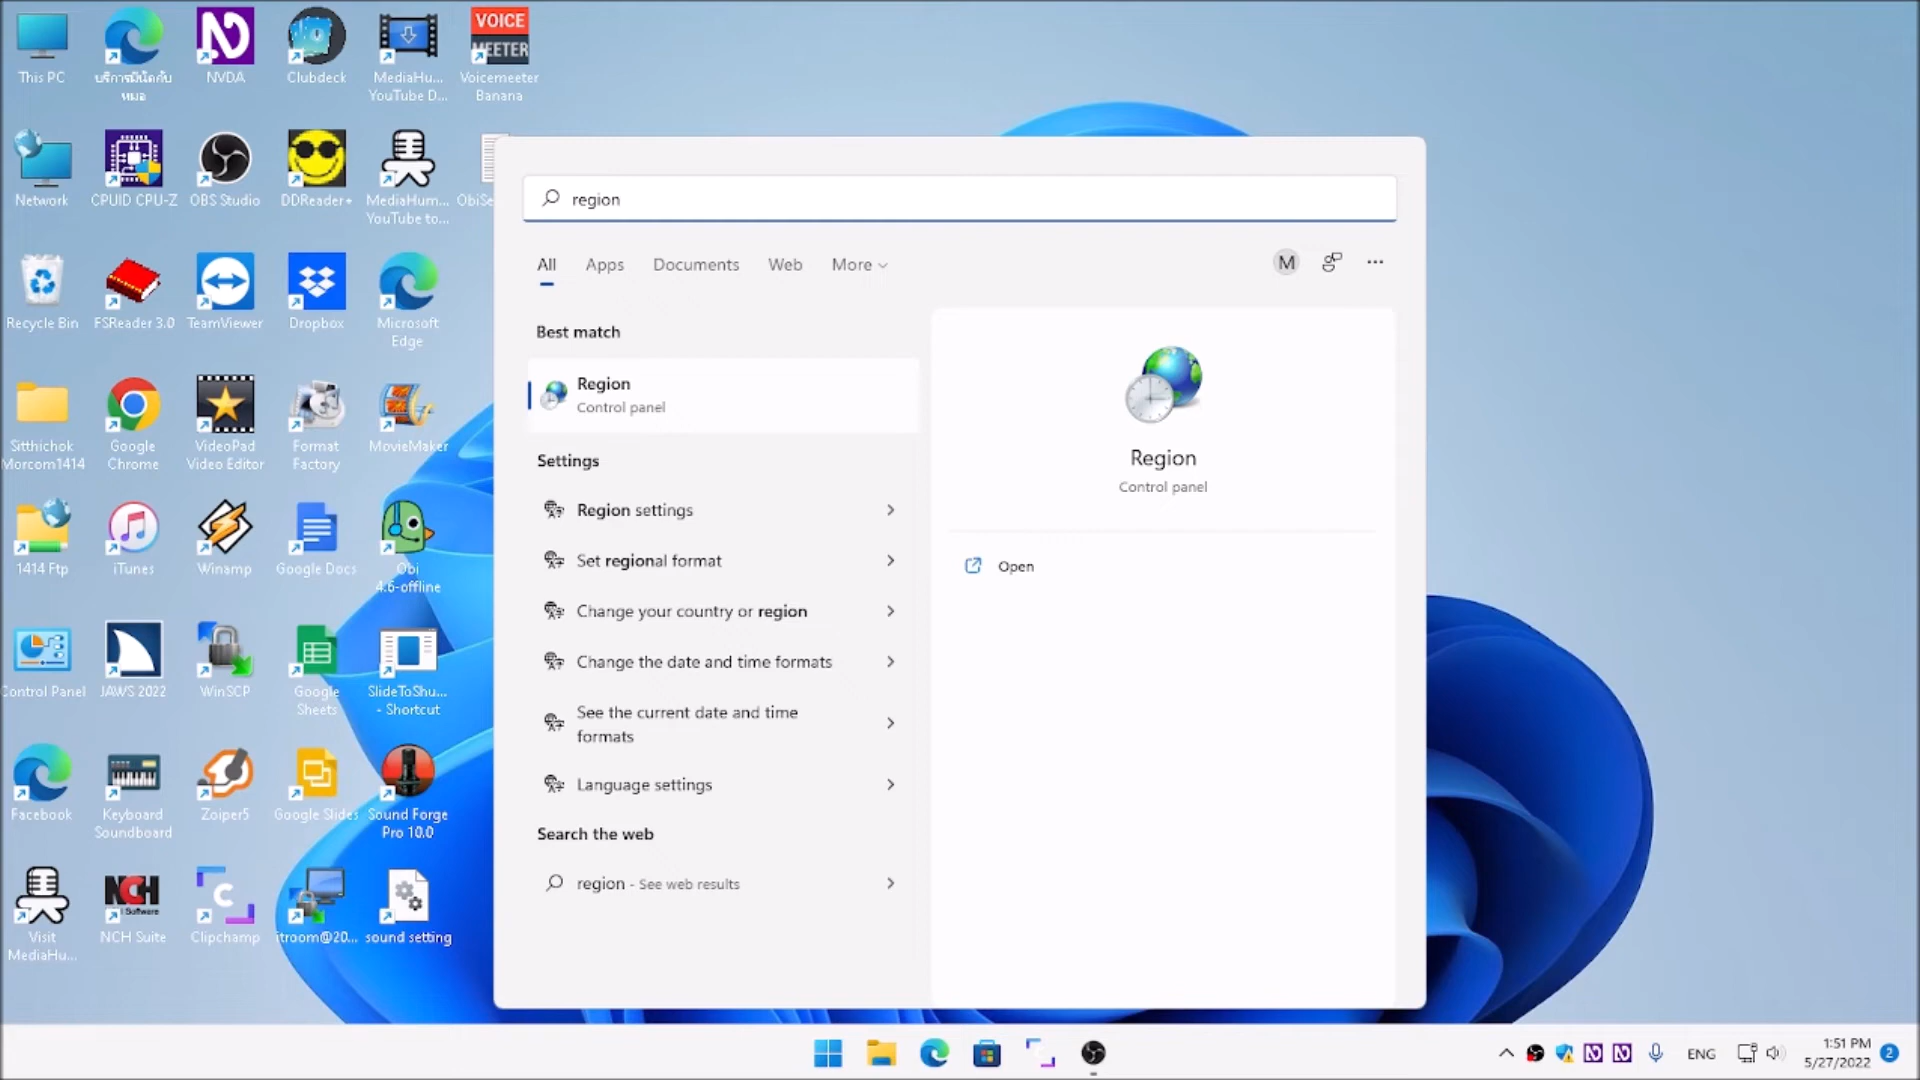 VOICE
MEETER
This PC
บริการมีนัดกับ
หมอ
NVDA
Clubdeck
MediaHu...
YouTube D...
Voicemeeter
Banana
Network
CPUID CPU-Z
OBS Studio
DDReader+
MediaHum...
YouTube to...
ObiSe
Recycle Bin
FSReader 3.0
TeamViewer
Dropbox
Microsoft
Edge
Sitthichok
Morcom1414
Google
Chrome
VideoPad
Video Editor
Format
Factory
MovieMaker
1414 Ftp
iTunes
Winamp
Google Docs
Obi
4.6-offline
Control Panel
JAWS 2022
WinSCP
Google
Sheets
SlideToShu...
- Shortcut
Facebook
Keyboard
Soundboard
Zoiper5
Google Slides
Sound Forge
Pro 10.0
Visit
MediaHu...
NCH
Software
NCH Suite
Clipchamp
itroom@20...
sound setting
region
All
Apps
Documents
Web
More
M
Best match
Region
Control panel
Settings
Region settings
Set regional format
Change your country or region
Change the date and time formats
See the current date and time
formats
Language settings
Search the web
region - See web results
Region
Control panel
Open
ENG
1:51 PM
5/27/2022
2